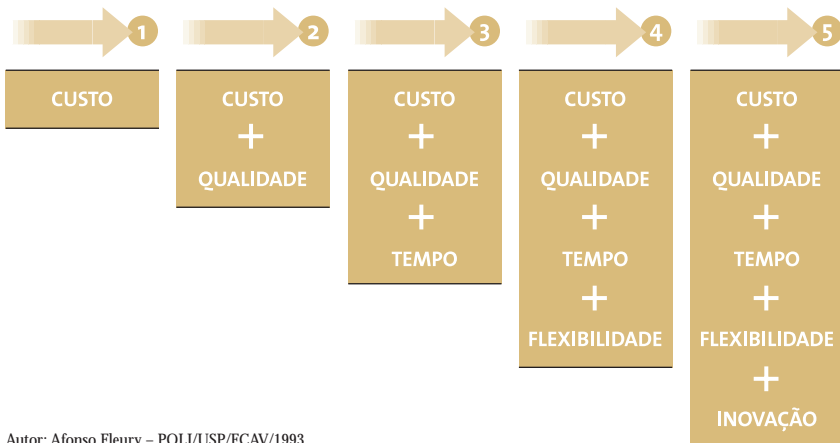 1
CUSTO
2
CUSTO
+
QUALIDADE
3
CUSTO
+
QUALIDADE
+
TEMPO
4
CUSTO
+
QUALIDADE
+
TEMPO
+
FLEXIBILIDADE
5
CUSTO
+
QUALIDADE
+
TEMPO
+
FLEXIBILIDADE
+
INOVAÇÃO
Autor: Afonso Fleury – POLI/USP/FCAV/1993